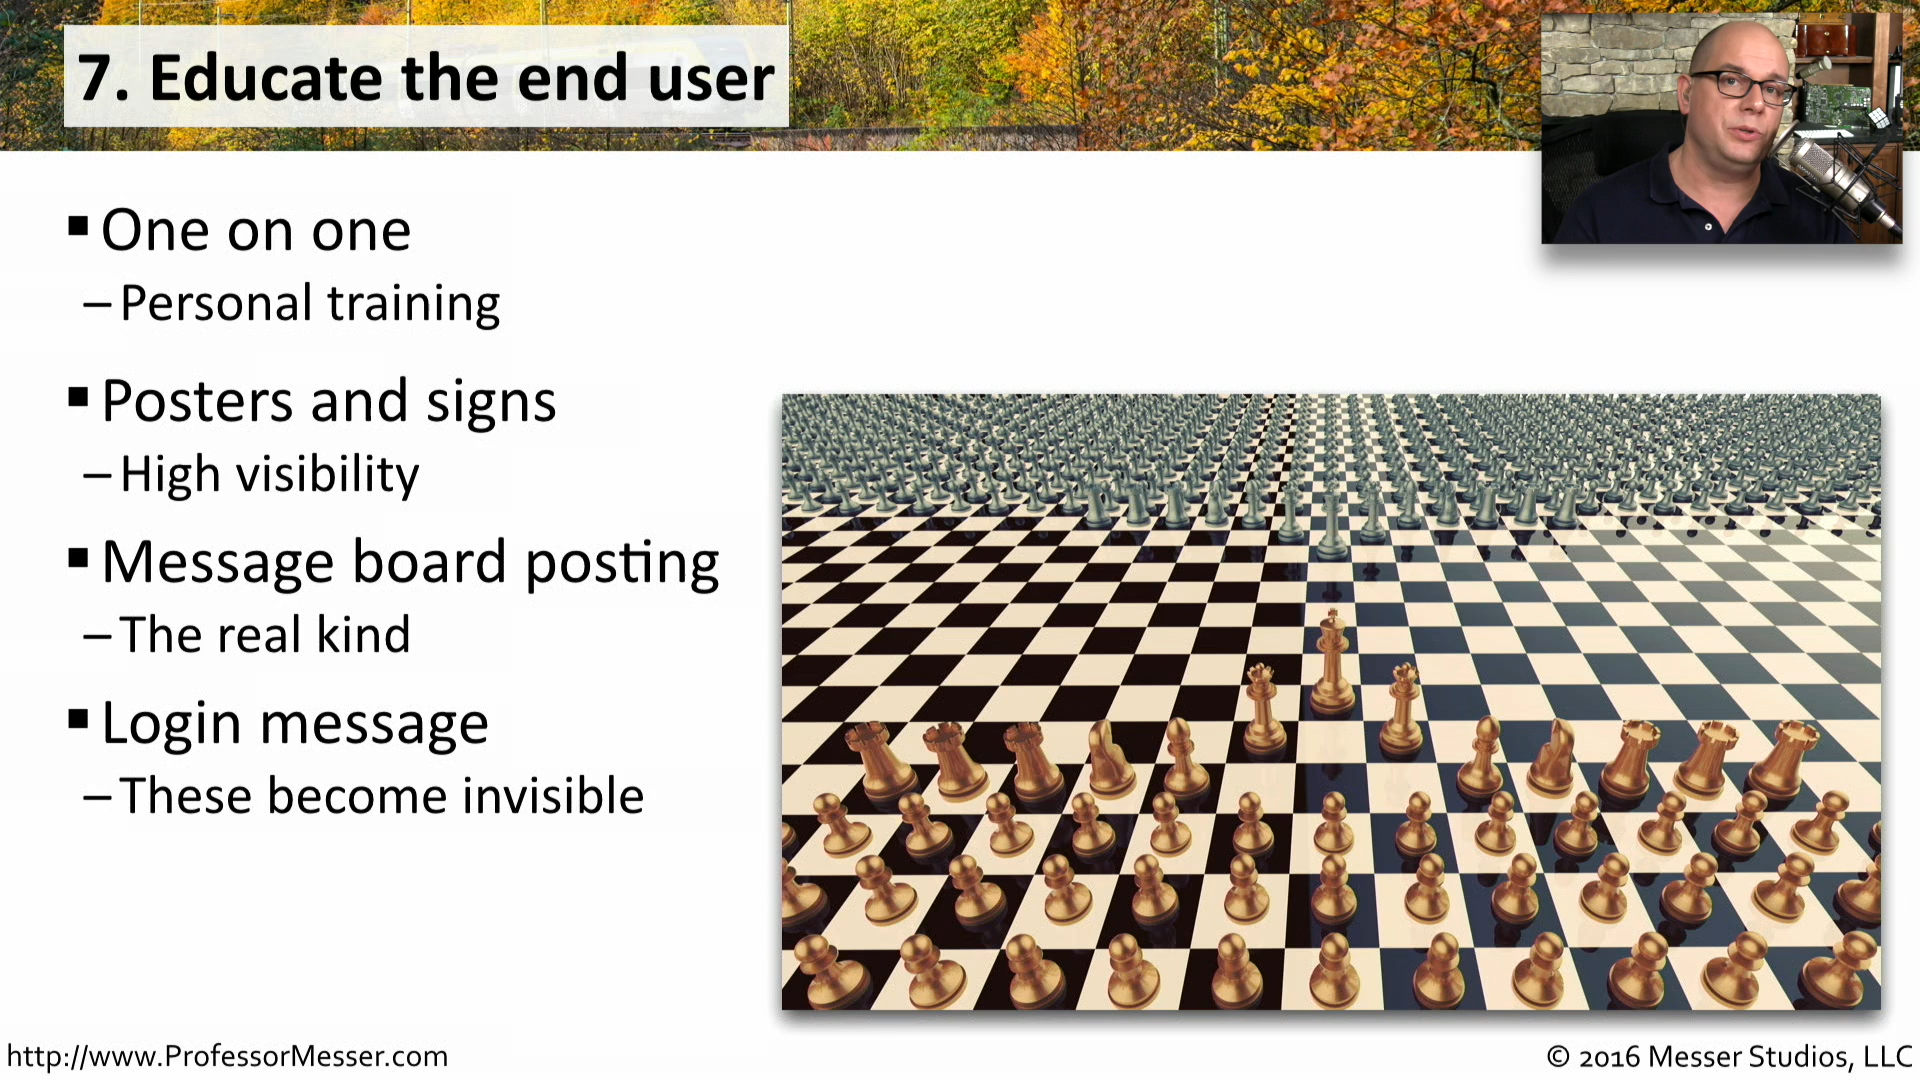 7. Educate the end user
▪ One on one
– Personal training
▪ Posters and signs
– High visibility
▪ Message board posting
– The real kind
▪ Login message
– These become invisible
http://www.ProfessorMesser.com
© 2016 Messer Studios, LLC